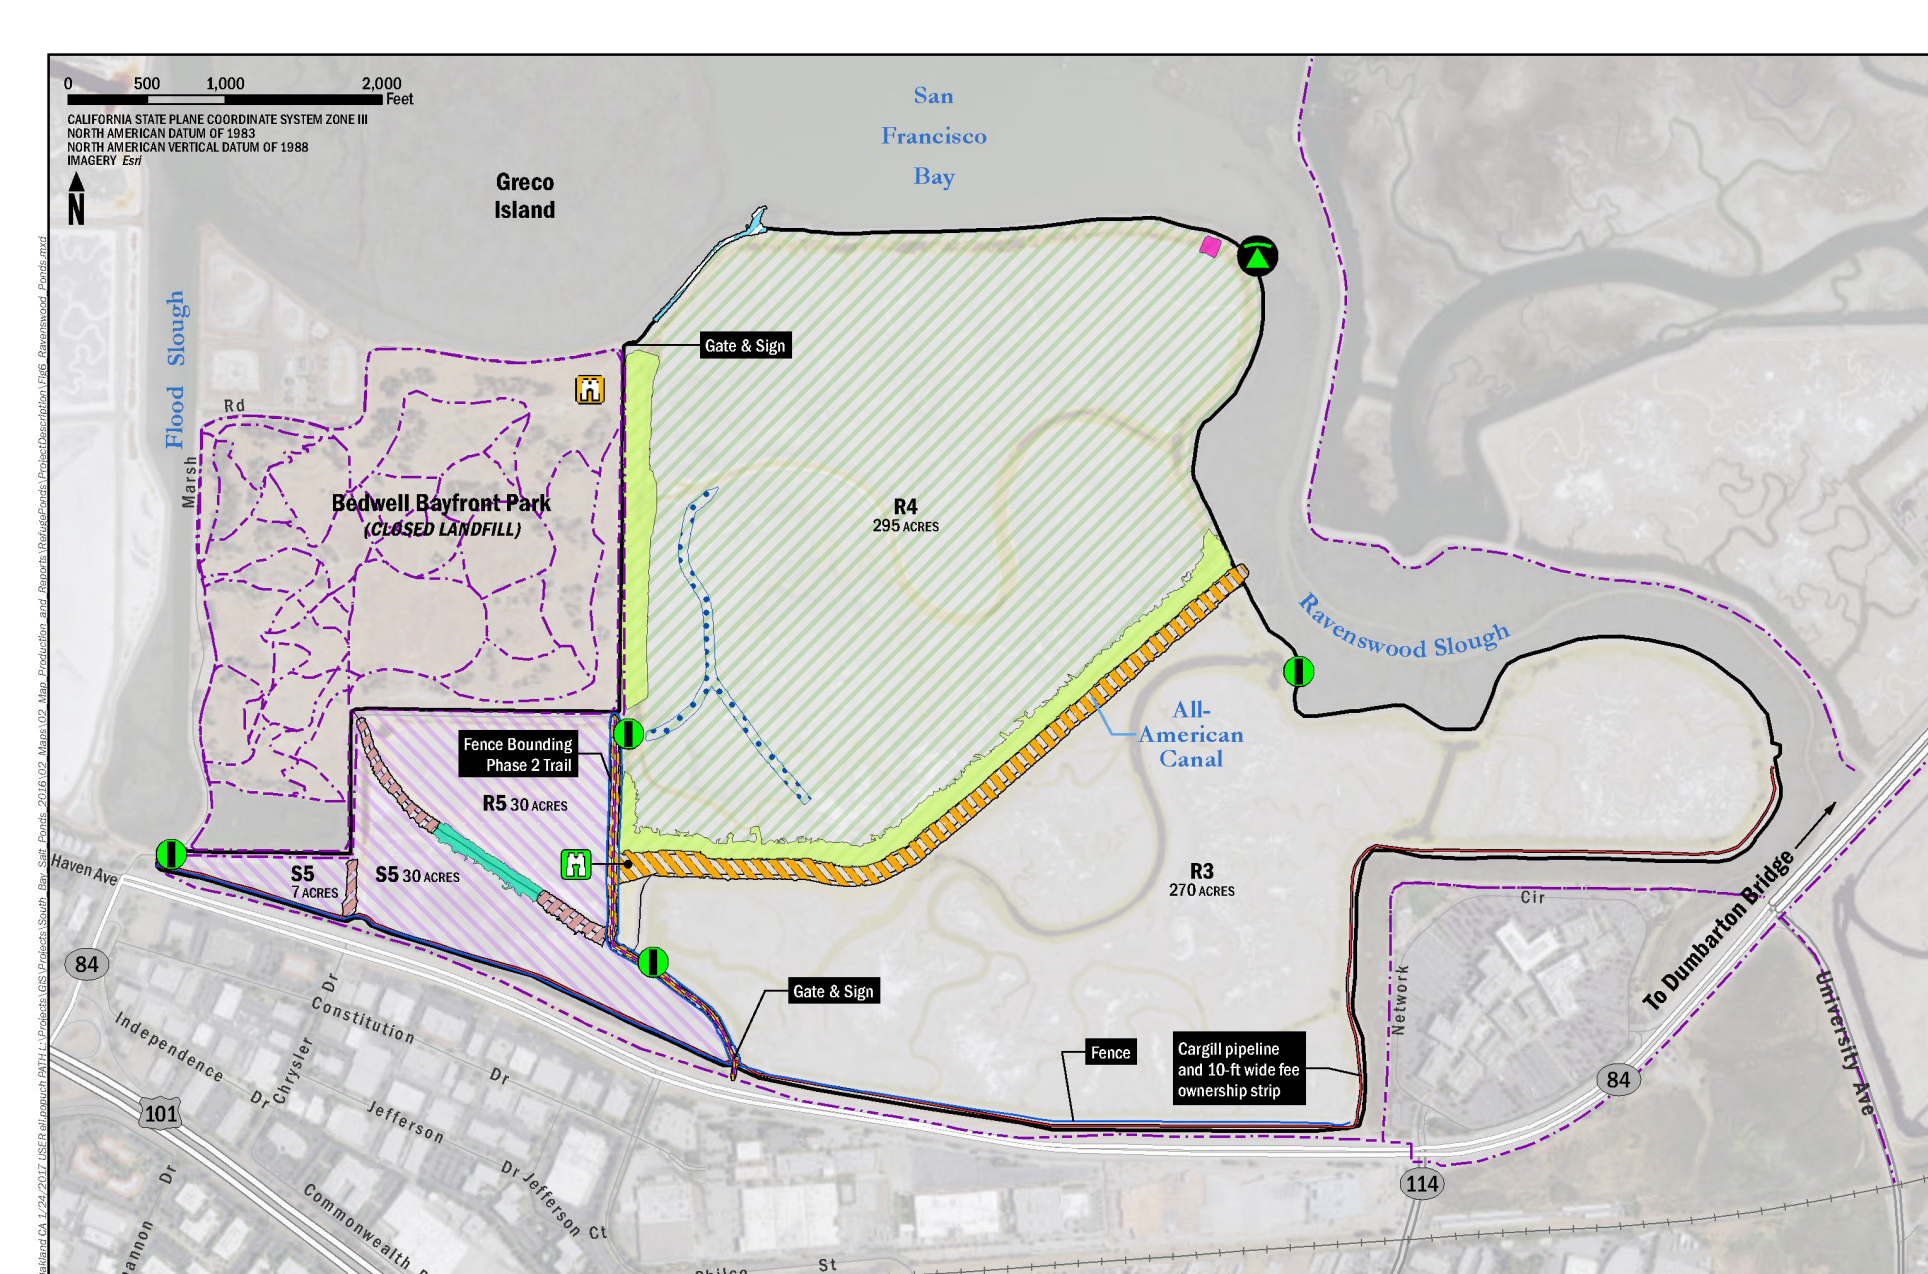 0 500 1,000 2,000
Feet
CALIFORNIA STATE PLANE COORDINATE SYSTEM ZONE III
NORTH AMERICAN DATUM OF 1983
NORTH AMERICAN VERTICAL DATUM OF 1988
IMAGERY Esri
N
San
Francisco
Bay
Greco
Island
Flood Slough
Gate & Sign
Rd
Marsh
Bedwell Bayfront Park
(CLOSED LANDFILL)
R4
295 ACRES
Ravenswood Slough
All-
American
Canal
Fence Bounding
Phase 2 Trail
R5 30 ACRES
S5
7 ACRES
S5 30 ACRES
R3
270 ACRES
Haven Ave
Cir
To Dumbarton Bridge
84
Network
University Ave
Gate & Sign
Fence
Cargill pipeline
and 10-ft wide fee
ownership strip
Constitution Dr
Independence Dr
Chrysler Dr
Jefferson Dr
Jefferson Ct
84
101
114
Commonwealth
Dr
St